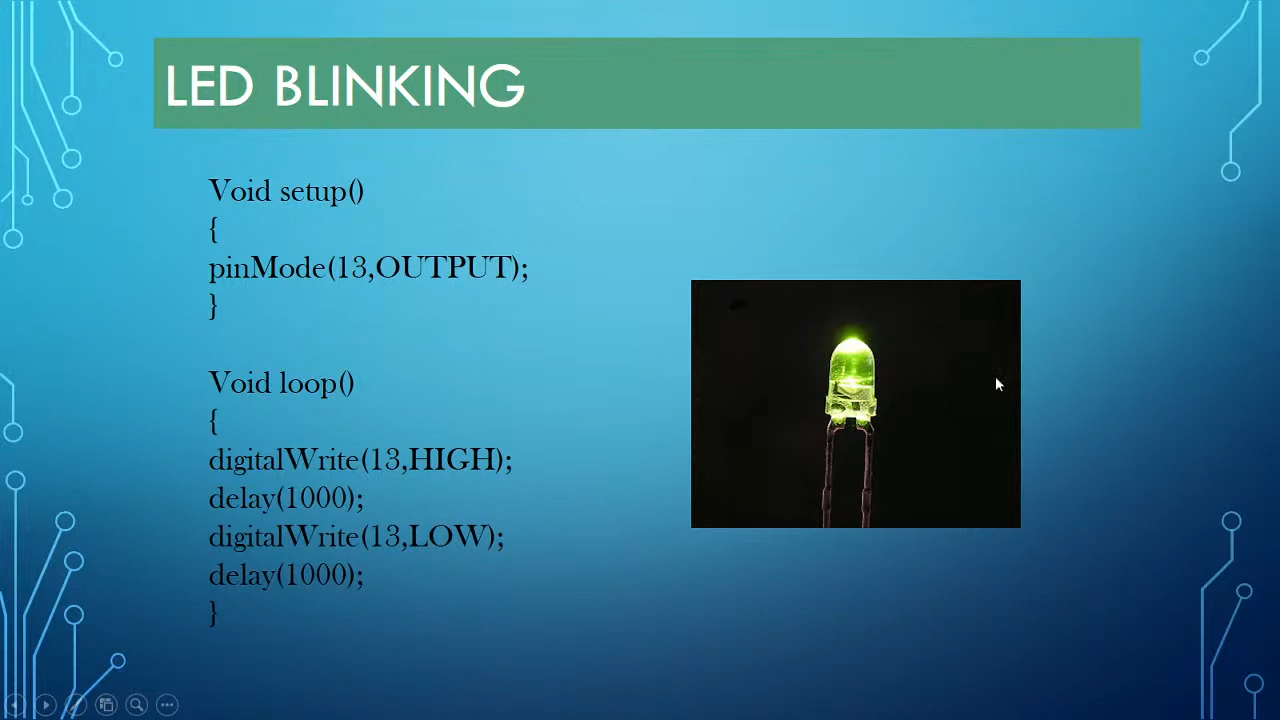 LED BLINKING
Void setup()
{
pinMode(13,OUTPUT);
}
Void loop()
{
digitalWrite(13,HIGH);
delay(1000);
digitalWrite(13,LOW);
delay(1000);
}